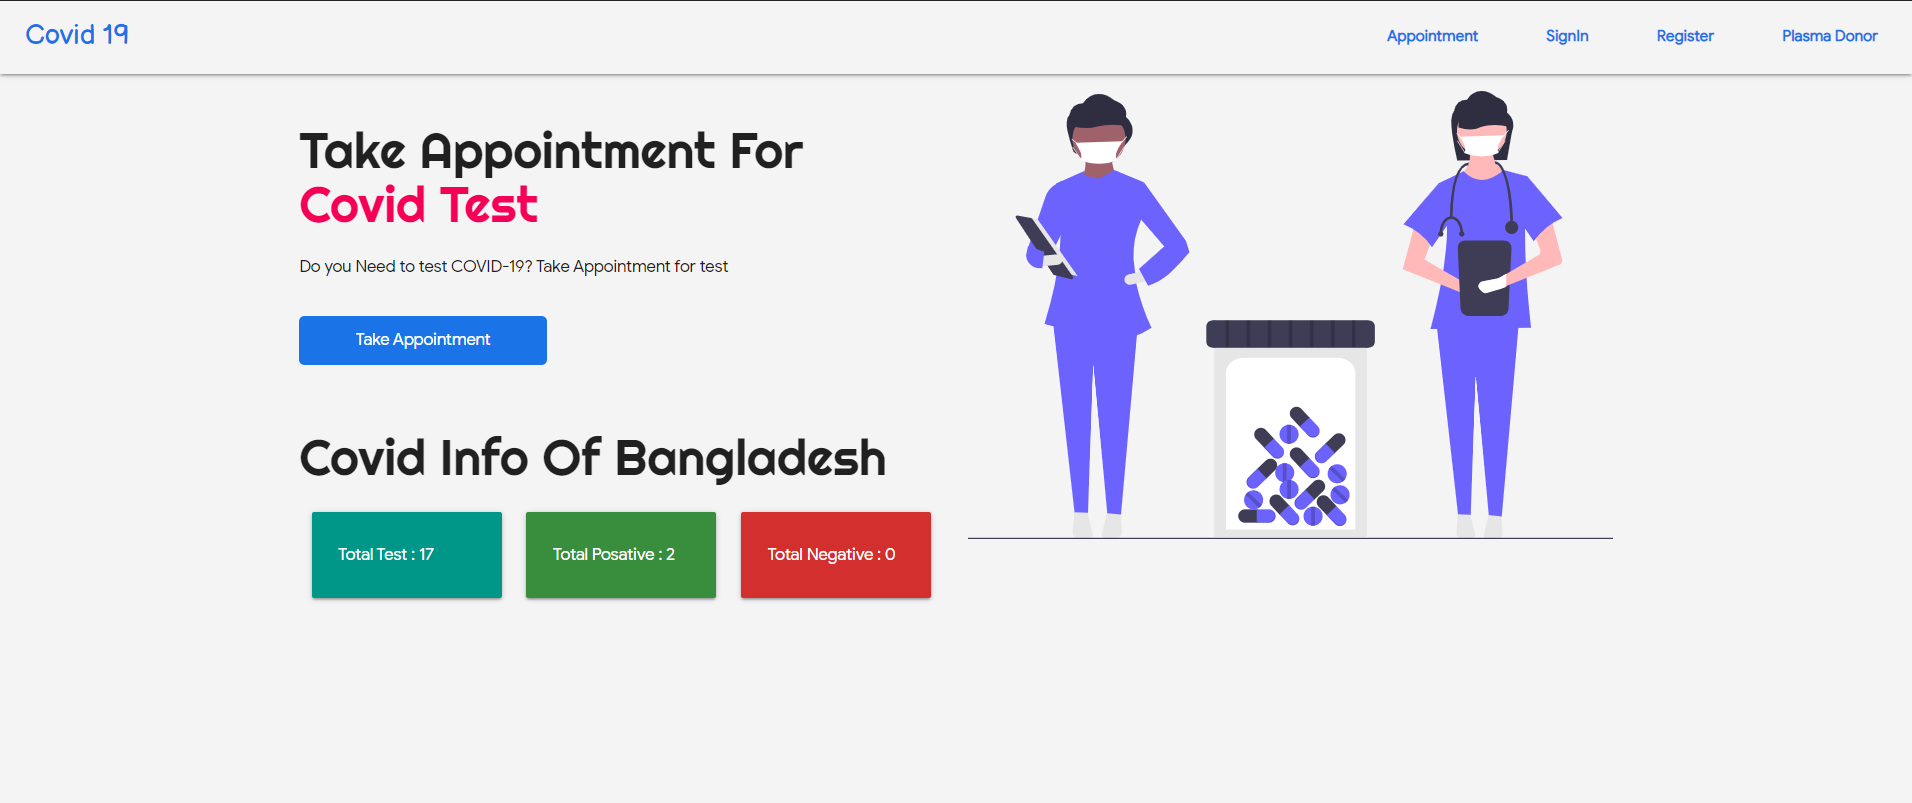 Covid 19
Appointment
SignIn
Register
Plasma Donor
Take Appointment For
Covid Test
Do you Need to test COVID-19? Take Appointment for test
Take Appointment
Covid Info Of Bangladesh
Total Test : 17
Total Posative : 2
Total Negative : 0